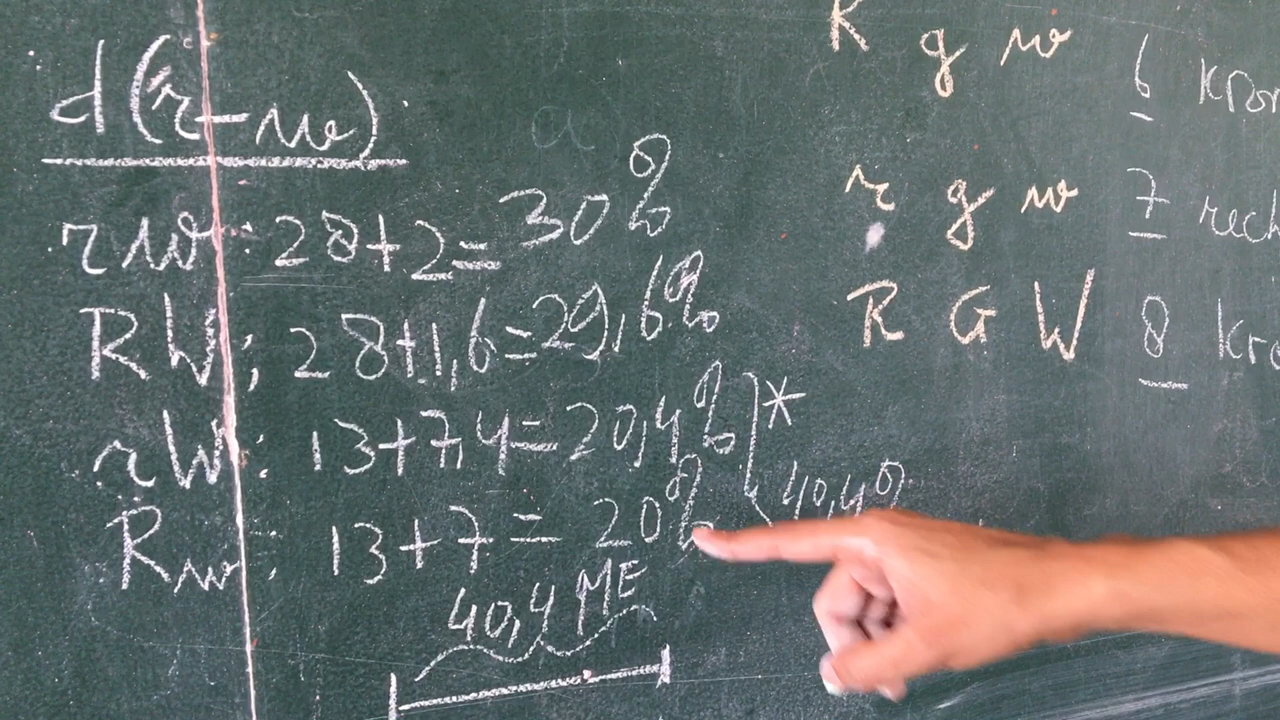 d(r-w)
rw: 28+2=30%
RW: 28+1,6=29,6%
rW: 13+7,4=20,4% *
Rw: 13+7=20% 40,4%
40,4 ME
R g w 6
r g w 7
R G W 8